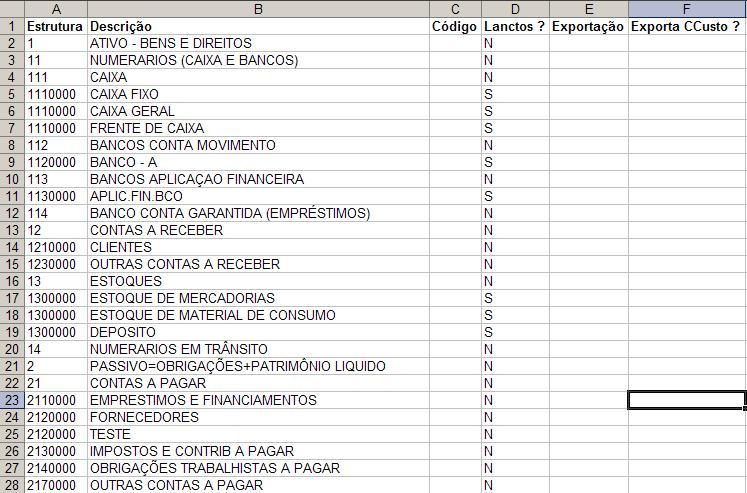 A B C D E F
1 Estrutura Descrição Código Lanctos ? Exportação Exporta CCusto ?
2 1 ATIVO - BENS E DIREITOS N
3 11 NUMERARIOS (CAIXA E BANCOS) N
4 111 CAIXA N
5 1110000 CAIXA FIXO S
6 1110000 CAIXA GERAL S
7 1110000 FRENTE DE CAIXA S
8 112 BANCOS CONTA MOVIMENTO N
9 1120000 BANCO - A S
10 113 BANCOS APLICAÇAO FINANCEIRA N
11 1130000 APLIC.FIN.BCO S
12 114 BANCO CONTA GARANTIDA (EMPRÉSTIMOS) N
13 12 CONTAS A RECEBER N
14 1210000 CLIENTES N
15 1230000 OUTRAS CONTAS A RECEBER N
16 13 ESTOQUES N
17 1300000 ESTOQUE DE MERCADORIAS S
18 1300000 ESTOQUE DE MATERIAL DE CONSUMO S
19 1300000 DEPOSITO S
20 14 NUMERARIOS EM TRÂNSITO N
21 2 PASSIVO=OBRIGAÇÕES+PATRIMÔNIO LIQUIDO N
22 21 CONTAS A PAGAR N
23 2110000 EMPRESTIMOS E FINANCIAMENTOS N
24 2120000 FORNECEDORES N
25 2120000 TESTE N
26 2130000 IMPOSTOS E CONTRIB A PAGAR N
27 2140000 OBRIGAÇÕES TRABALHISTAS A PAGAR N
28 2170000 OUTRAS CONTAS A PAGAR N